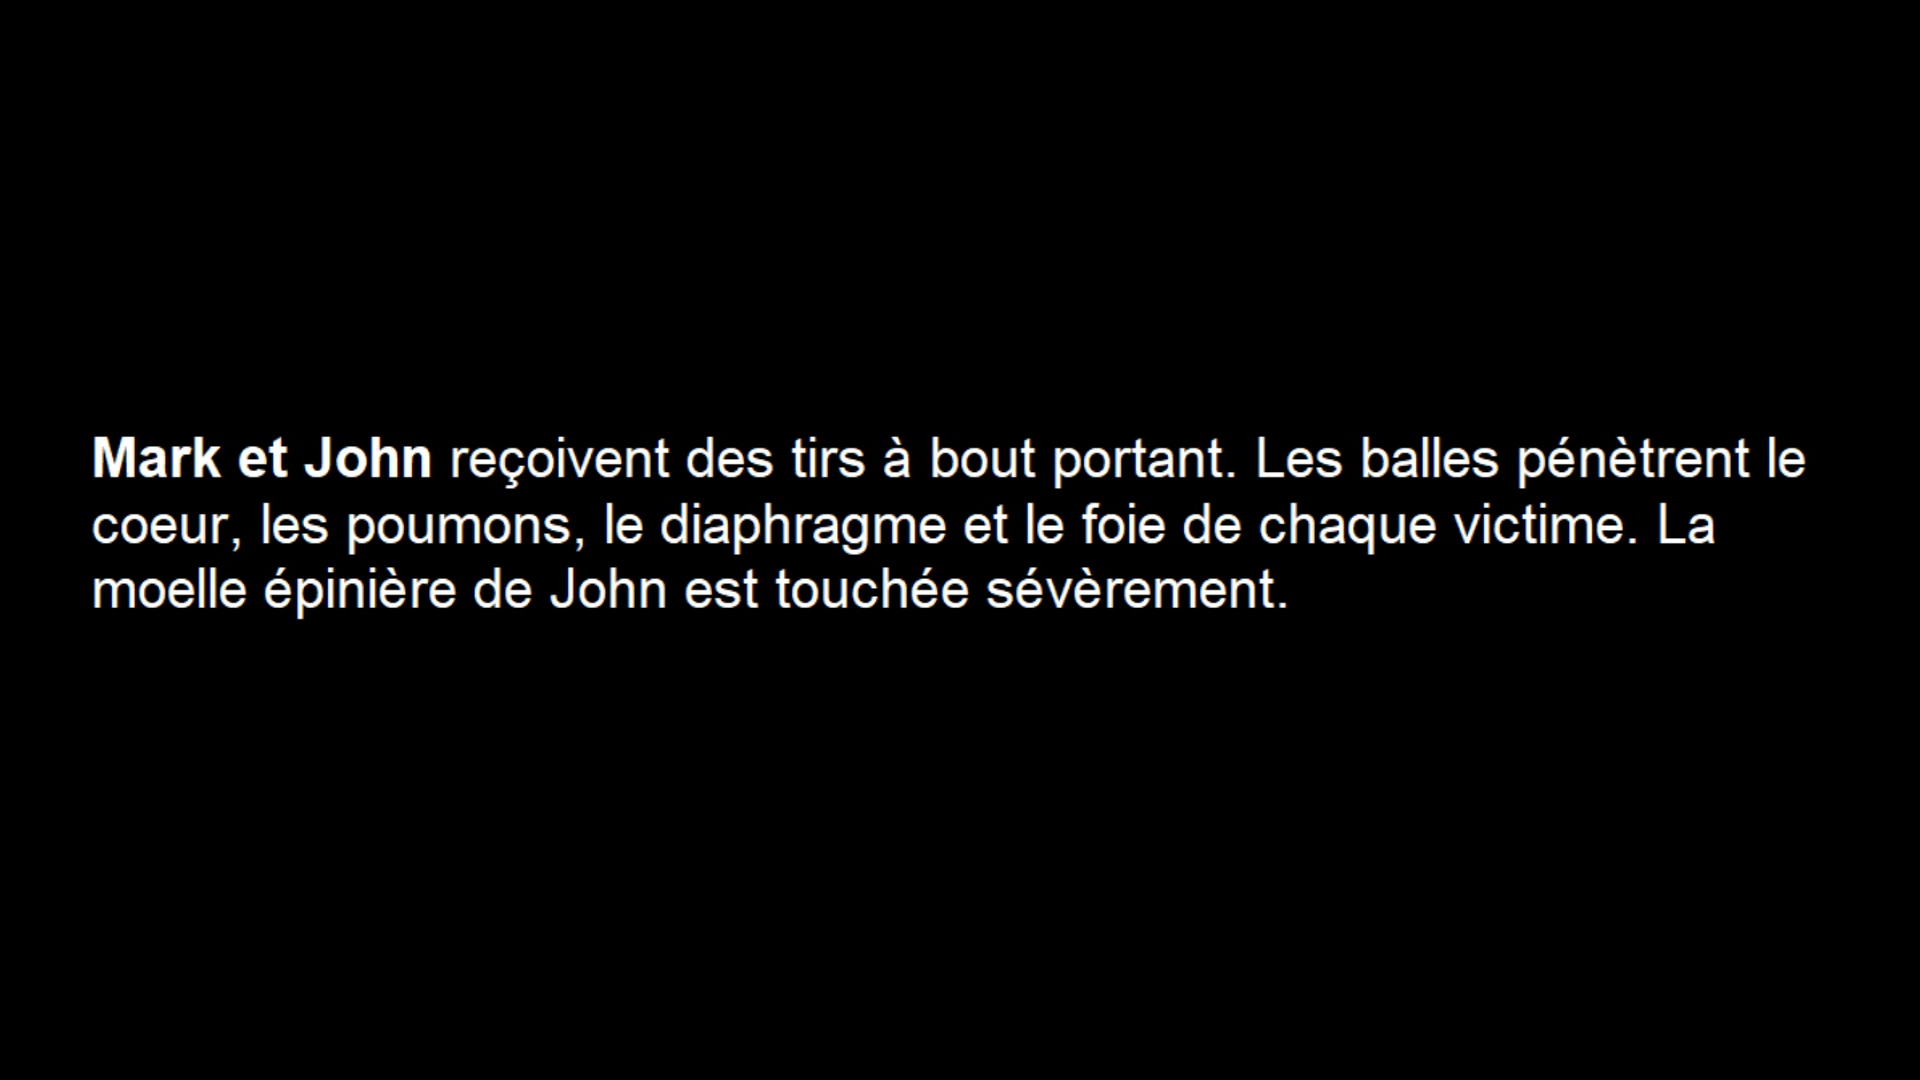 Mark et John reçoivent des tirs à bout portant. Les balles pénètrent le
coeur, les poumons, le diaphragme et le foie de chaque victime. La
moelle épinière de John est touchée sévèrement.